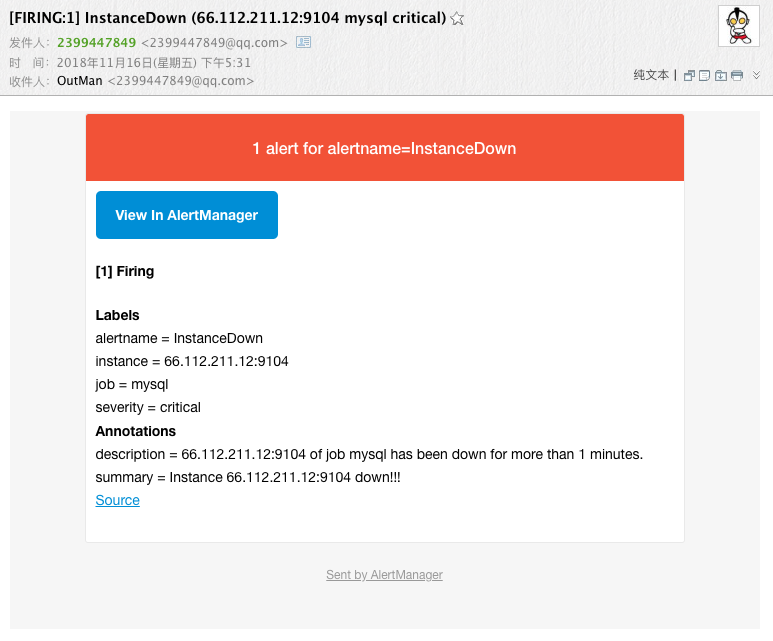 [FIRING:1] InstanceDown (66.112.211.12:9104 mysql critical)
发件人： 2399447849 <2399447849@qq.com>
时 间： 2018年11月16日(星期五) 下午5:31
收件人： OutMan <2399447849@qq.com>
纯文本 |
1 alert for alertname=InstanceDown
View In AlertManager
[1] Firing
Labels
alertname = InstanceDown
instance = 66.112.211.12:9104
job = mysql
severity = critical
Annotations
description = 66.112.211.12:9104 of job mysql has been down for more than 1 minutes.
summary = Instance 66.112.211.12:9104 down!!!
Source
Sent by AlertManager